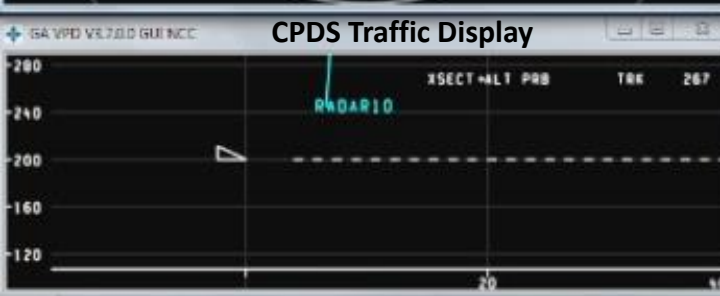 GA VPD V3.7.0.0 GUI NCC
CPDS Traffic Display
280
XSECT ALT PRB TRK 267
240
RADAR10
200
160
120
20